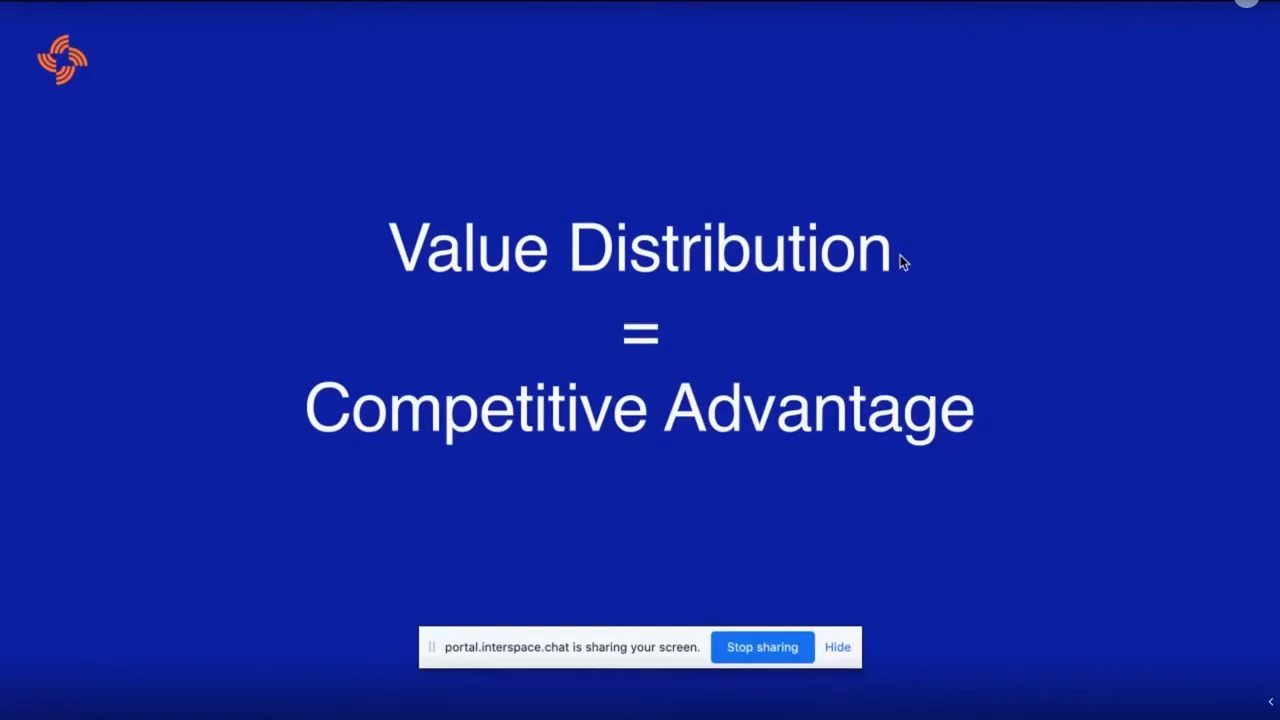 Value Distribution
=
Competitive Advantage
portal.interspace.chat is sharing your screen. Stop sharing Hide